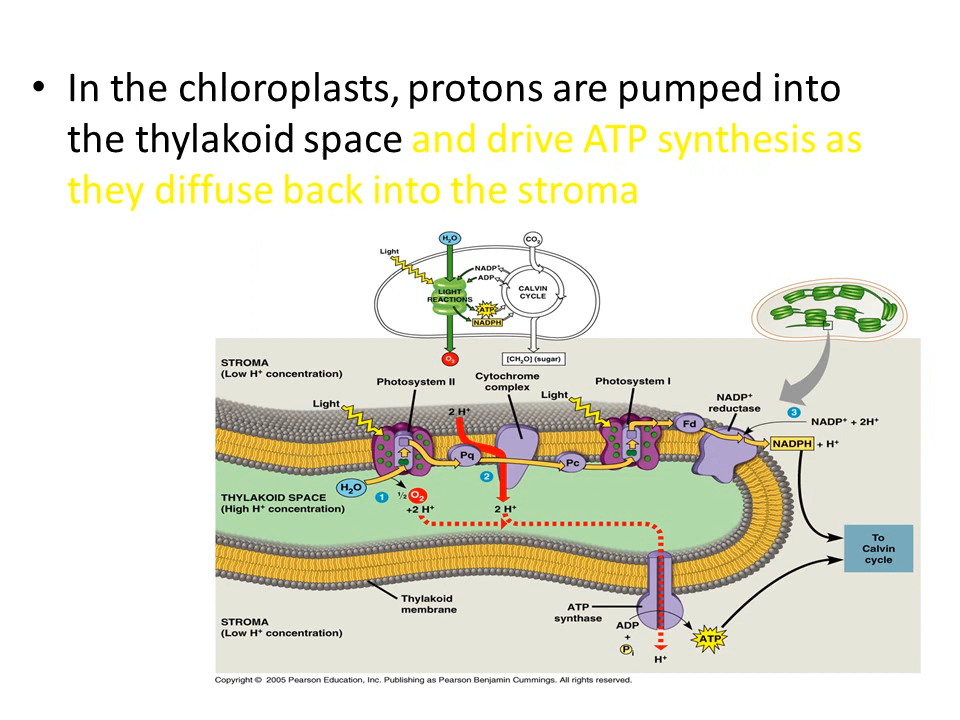 • In the chloroplasts, protons are pumped into
the thylakoid space and drive ATP synthesis as
they diffuse back into the stroma
H₂O
CO₂
Light
NADP⁺
ADP
LIGHT
REACTIONS
CALVIN
CYCLE
ATP
NADPH
O₂
[CH₂O] (sugar)
STROMA
(Low H⁺ concentration)
Photosystem II
Cytochrome
complex
Photosystem I
Light
Light
NADP⁺
reductase
2 H⁺
Fd
3
NADP⁺ + 2H⁺
NADPH + H⁺
Pq
Pc
2
H₂O
THYLAKOID SPACE
(High H⁺ concentration)
1
½ O₂
+2 H⁺
2 H⁺
To
Calvin
cycle
Thylakoid
membrane
ATP
synthase
STROMA
(Low H⁺ concentration)
ADP
+
P i
ATP
H⁺
Copyright © 2005 Pearson Education, Inc. Publishing as Pearson Benjamin Cummings. All rights reserved.